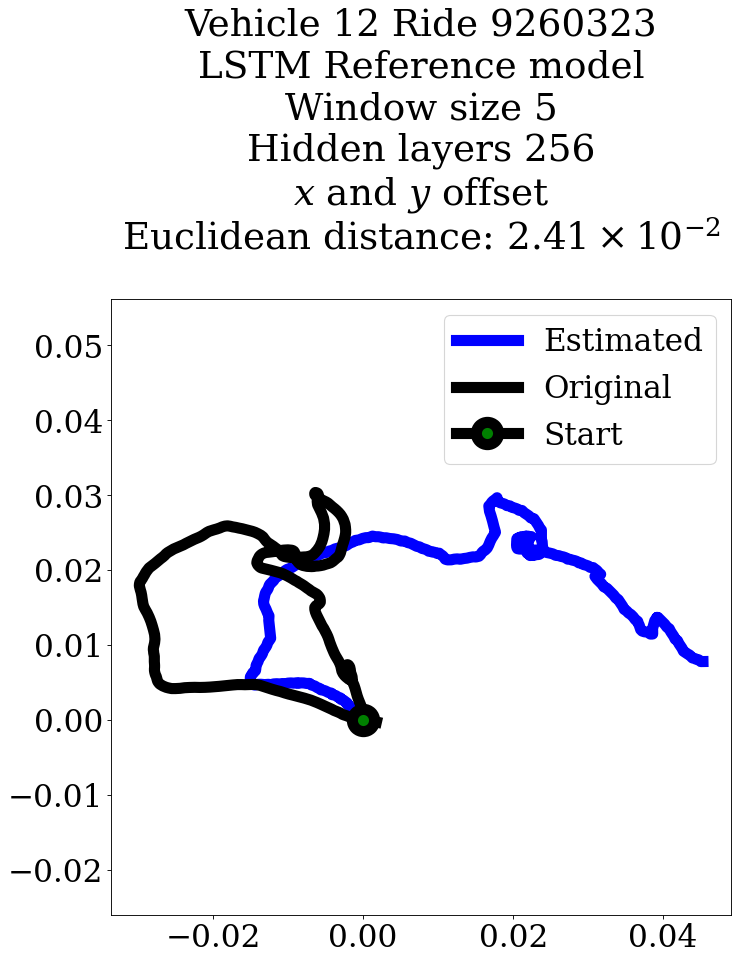 Vehicle 12 Ride 9260323
LSTM Reference model
Window size 5
Hidden layers 256
x and y offset
Euclidean distance: 2.41 × 10⁻²
Estimated
Original
Start
0.05
0.04
0.03
0.02
0.01
0.00
−0.01
−0.02
−0.02 0.00 0.02 0.04